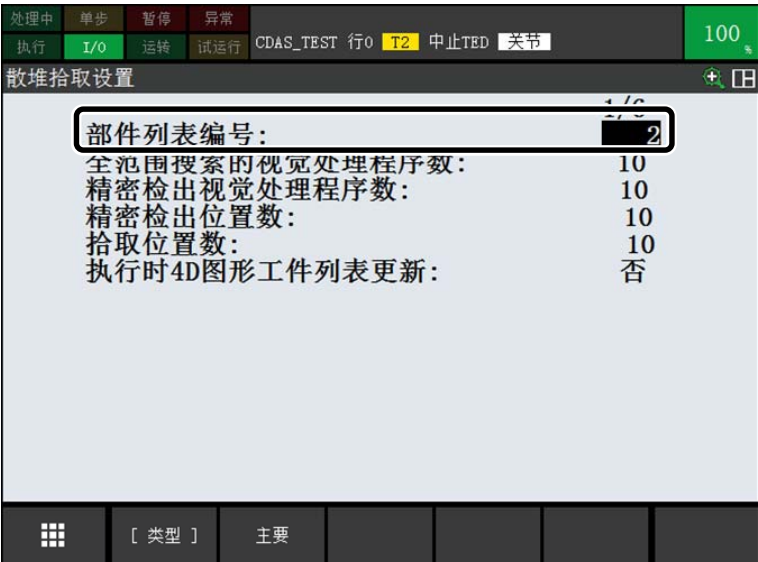 处理中 单步 暂停 异常
执行 I/O 运转 试运行 CDAS_TEST 行0 T2 中止TED 关节 100 %
散堆拾取设置
1/6
部件列表编号: 2
全范围搜索的视觉处理程序数: 10
精密检出视觉处理程序数: 10
精密检出位置数: 10
拾取位置数: 10
执行时4D图形工件列表更新: 否
[ 类型 ] 主要